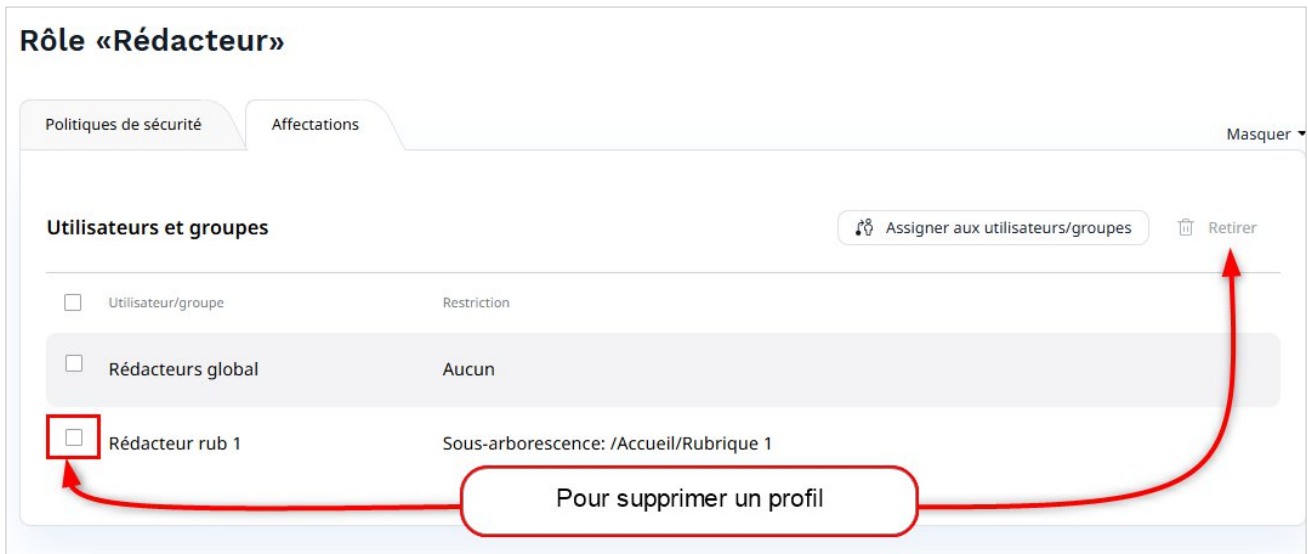 Rôle «Rédacteur»
Politiques de sécurité
Affectations
Masquer
Utilisateurs et groupes
Assigner aux utilisateurs/groupes
Retirer
Utilisateur/groupe
Restriction
Rédacteurs global
Aucun
Rédacteur rub 1
Sous-arborescence: /Accueil/Rubrique 1
Pour supprimer un profil